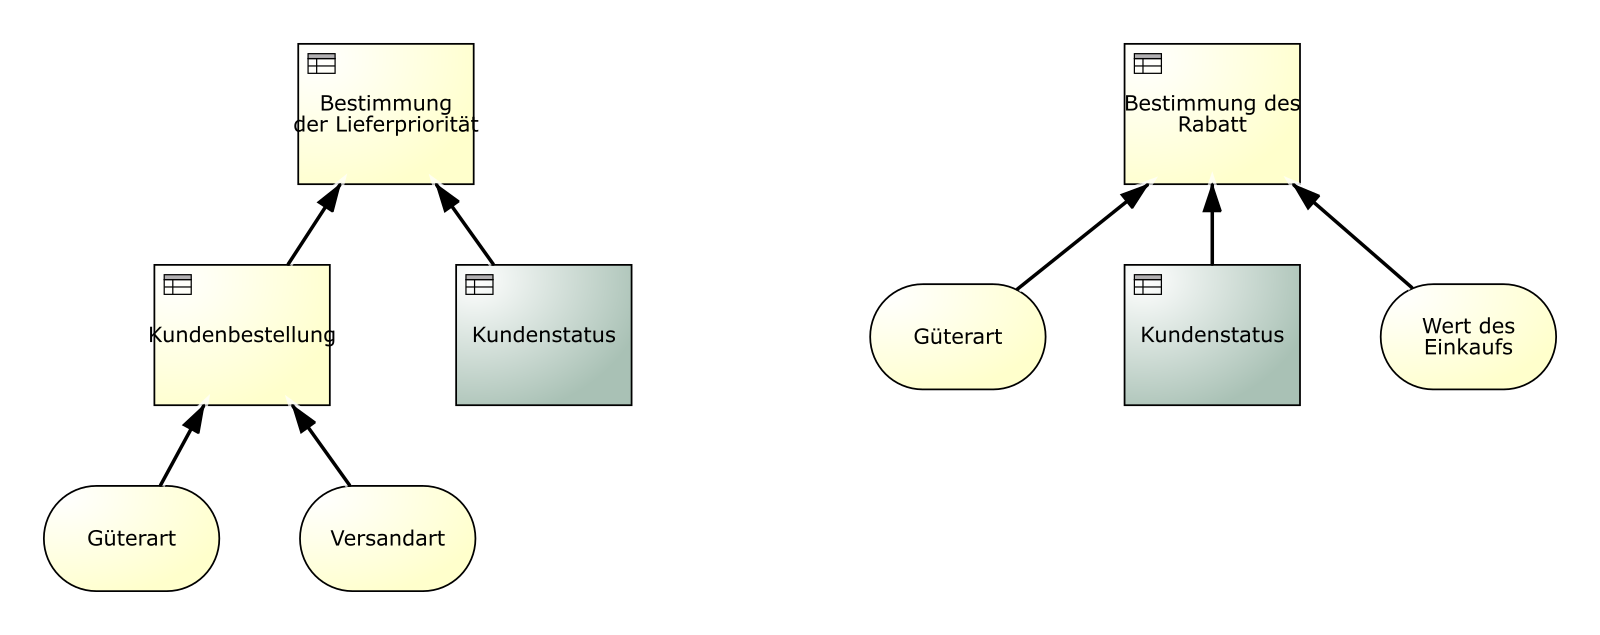 Bestimmung
der Lieferpriorität
Bestimmung des
Rabatt
Kundenbestellung
Kundenstatus
Güterart
Kundenstatus
Wert des
Einkaufs
Güterart
Versandart